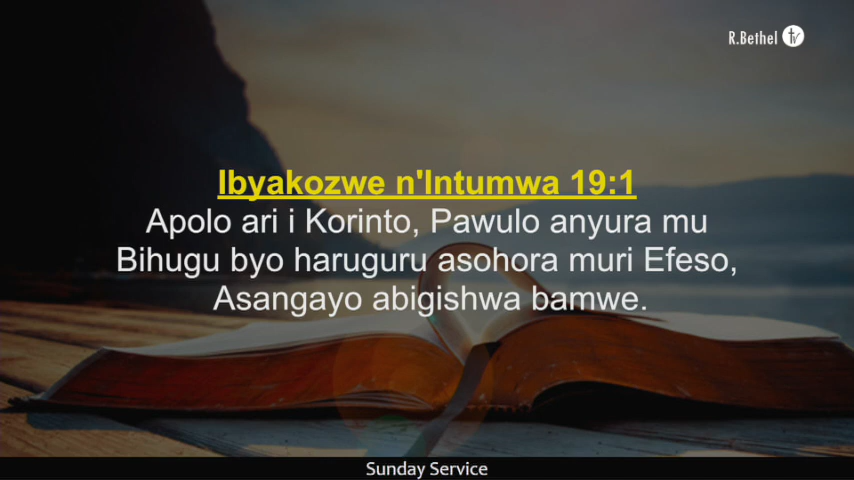 R.Bethel tv
Ibyakozwe n'Intumwa 19:1
Apolo ari i Korinto, Pawulo anyura mu
Bihugu byo haruguru asohora muri Efeso,
Asangayo abigishwa bamwe.
Sunday Service